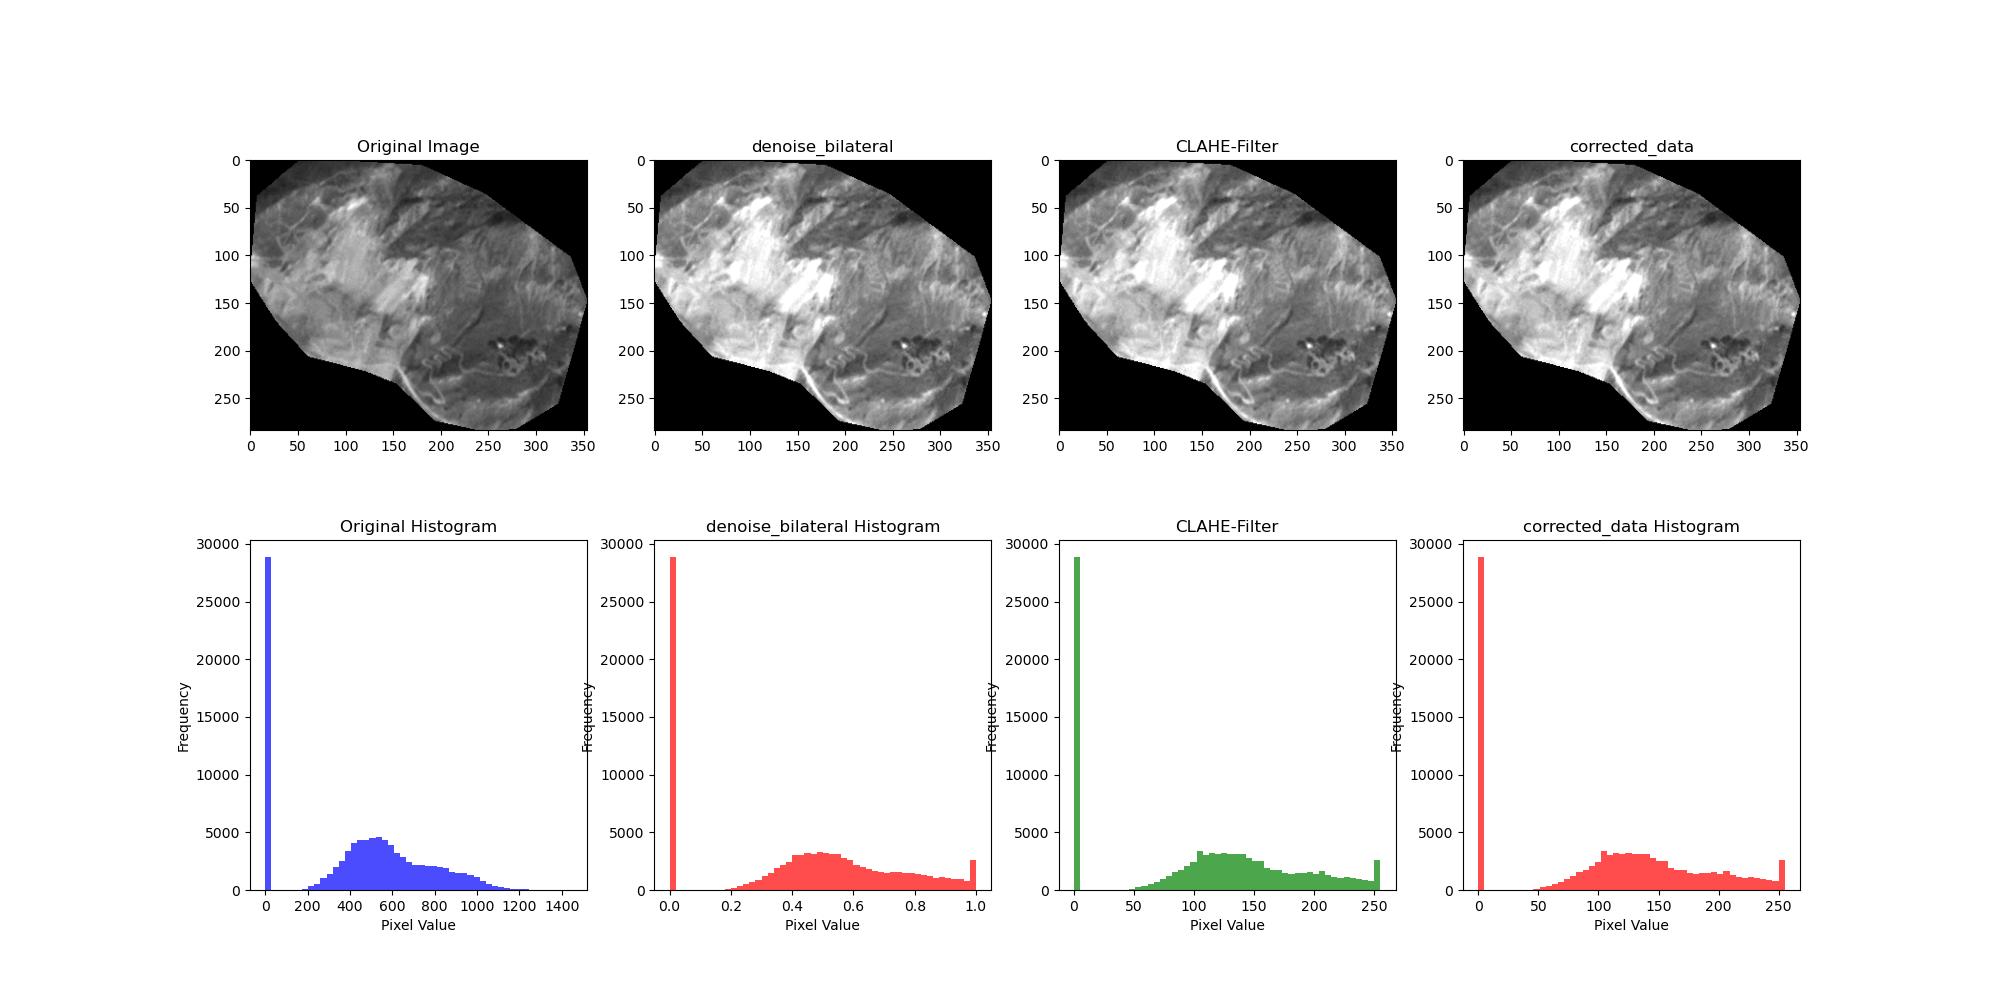 Original Image
denoise_bilateral
CLAHE-Filter
corrected_data
0
50
100
150
200
250
0 50 100 150 200 250 300 350
0
50
100
150
200
250
0 50 100 150 200 250 300 350
0
50
100
150
200
250
0 50 100 150 200 250 300 350
0
50
100
150
200
250
0 50 100 150 200 250 300 350
Original Histogram
denoise_bilateral Histogram
CLAHE-Filter
corrected_data Histogram
30000
25000
20000
15000
10000
5000
0
Frequency
0 200 400 600 800 1000 1200 1400
Pixel Value
30000
25000
20000
15000
10000
5000
0
Frequency
0.0 0.2 0.4 0.6 0.8 1.0
Pixel Value
30000
25000
20000
15000
10000
5000
0
Frequency
0 50 100 150 200 250
Pixel Value
30000
25000
20000
15000
10000
5000
0
Frequency
0 50 100 150 200 250
Pixel Value